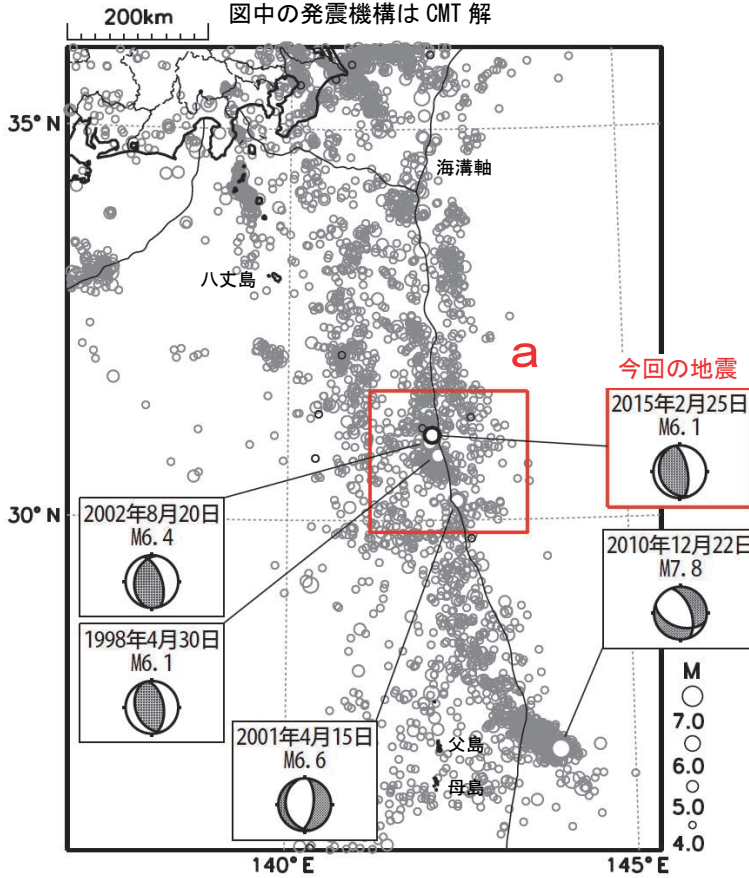 200km
図中の発震機構は CMT 解
35°N
海溝軸
八丈島
a
今回の地震
2015年2月25日
M6.1
30°N
2002年8月20日
M6.4
2010年12月22日
M7.8
1998年4月30日
M6.1
2001年4月15日
M6.6
父島
母島
M
7.0
6.0
5.0
4.0
140°E
145°E